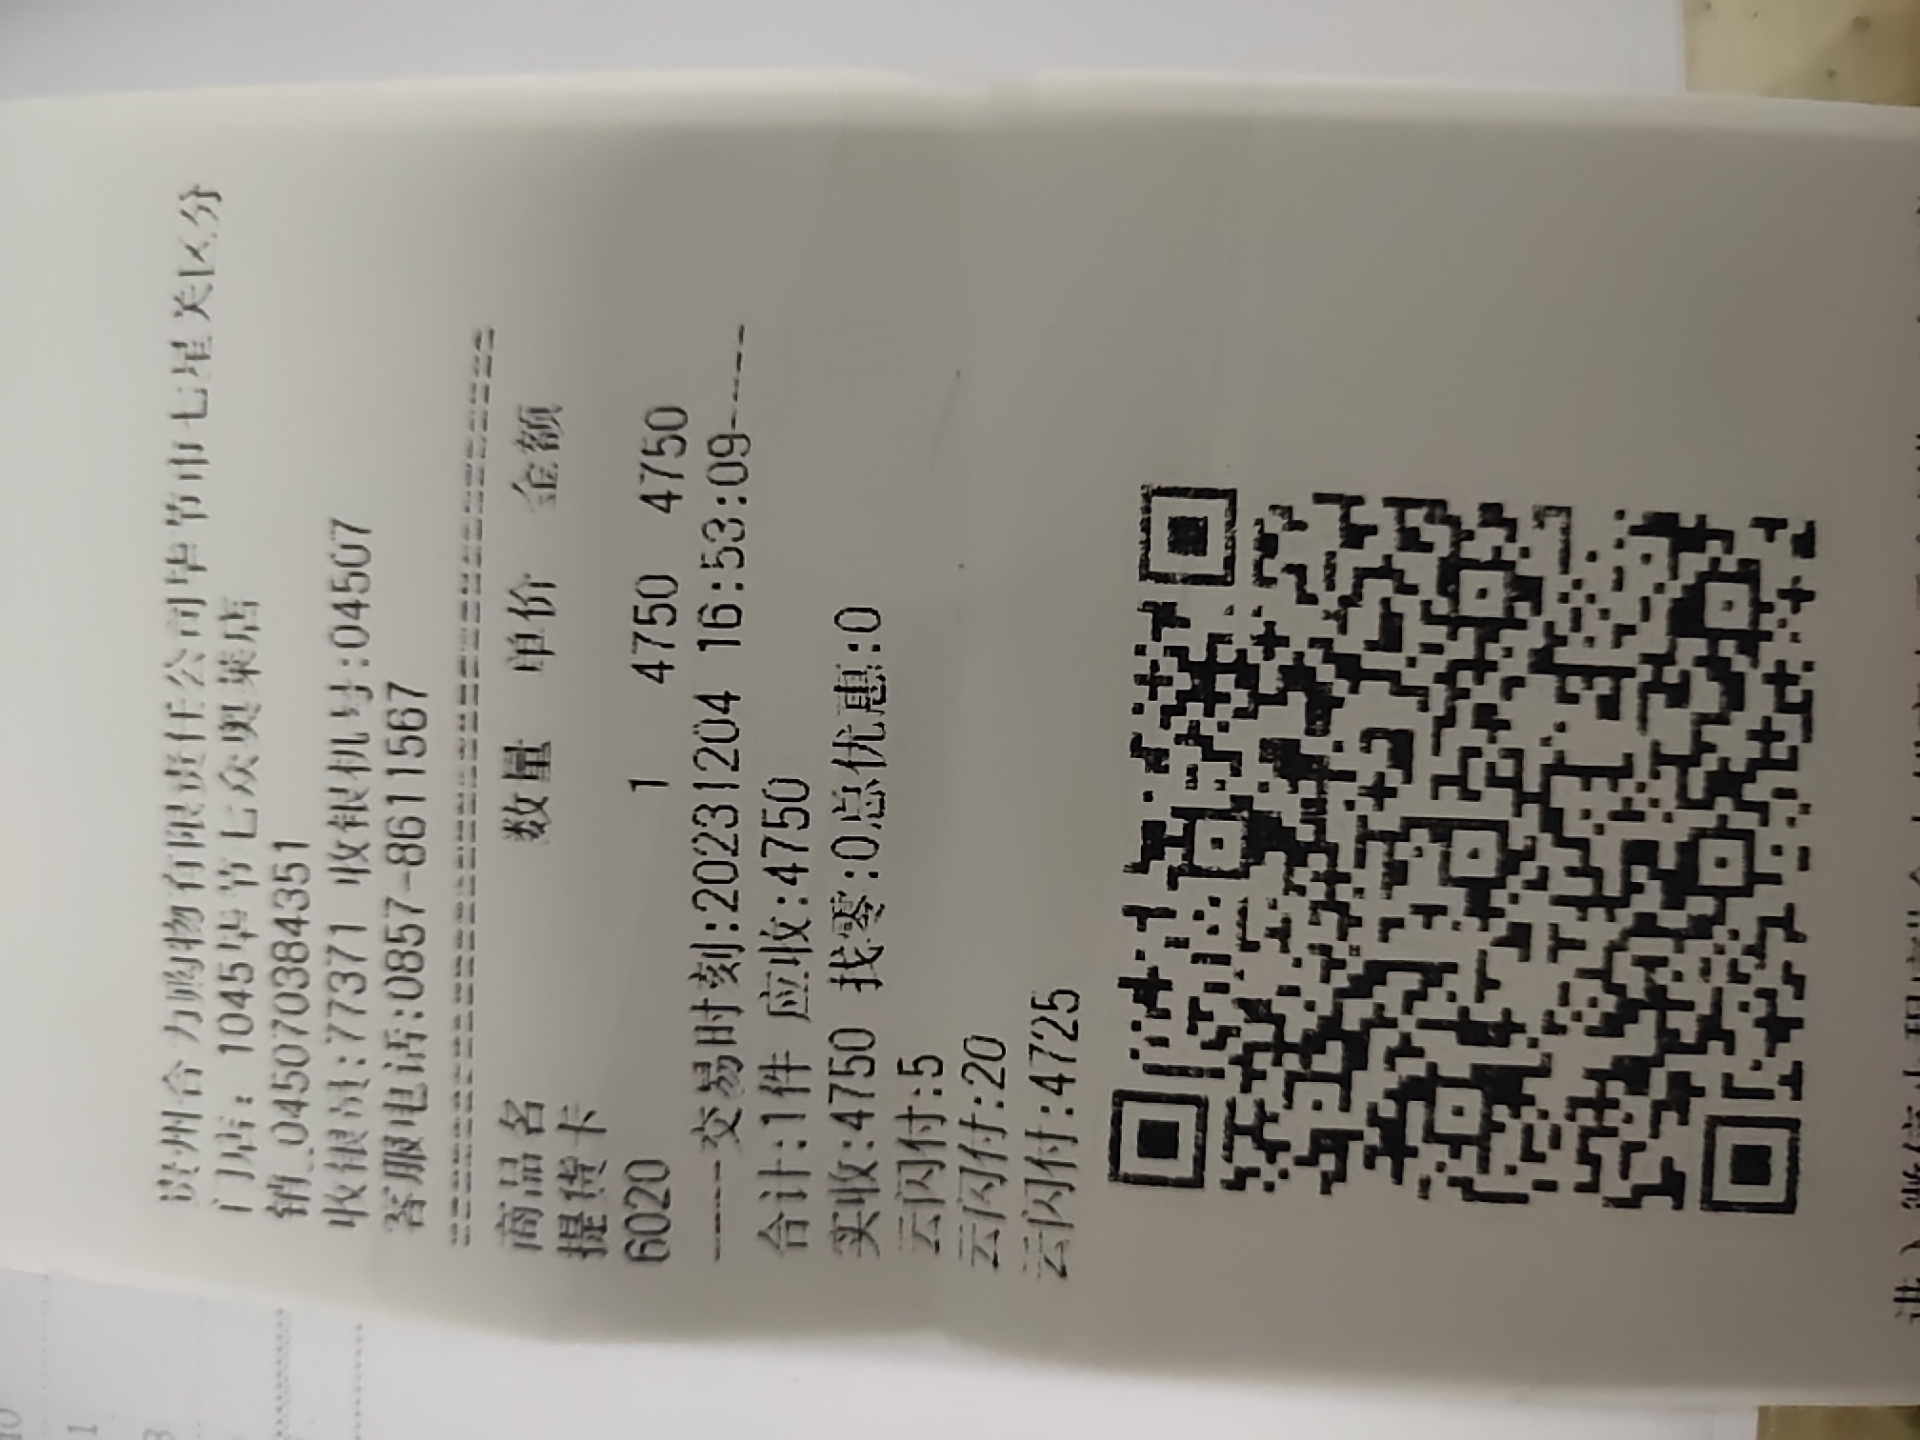 贵州合力购物有限责任公司毕节市七星关区分
门店：1045毕节七众奥莱店
销_045070384351
收银员:77371 收银机号:04507
客服电话:0857-8611567
商品名 数量 单价 金额
提货卡
6020 1 4750 4750
-----交易时刻:20231204 16:53:09-----
合计:1件 应收:4750
实收:4750 找零:0总优惠:0
云闪付:5
云闪付:20
云闪付:4725